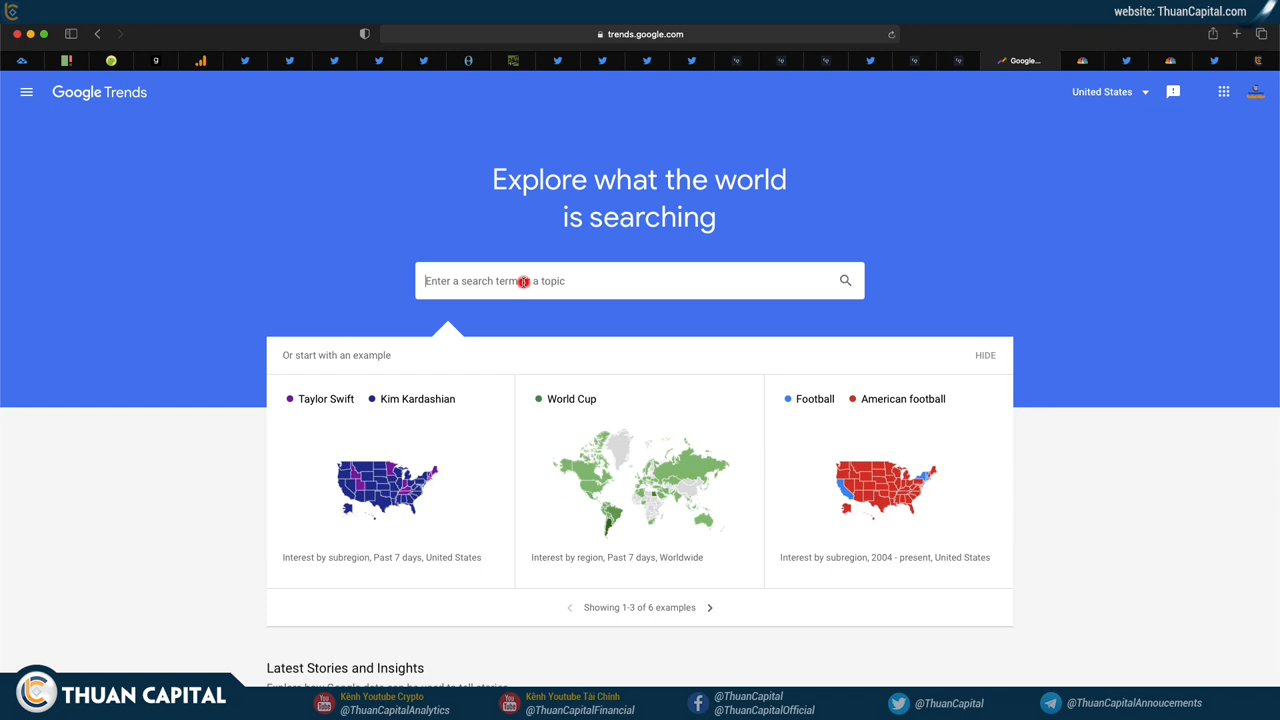 website: ThuanCapital.com
trends.google.com
Google...
Google Trends
United States
Explore what the world
is searching
Enter a search term a topic
Or start with an example
HIDE
Taylor Swift Kim Kardashian
World Cup
Football American football
Interest by subregion, Past 7 days, United States
Interest by region, Past 7 days, Worldwide
Interest by subregion, 2004 - present, United States
Showing 1-3 of 6 examples
Latest Stories and Insights
THUAN CAPITAL
You Tube
Kênh Youtube Crypto
@ThuanCapitalAnalytics
You Tube
Kênh Youtube Tài Chính
@ThuanCapitalFinancial
@ThuanCapital
@ThuanCapitalOfficial
@ThuanCapital
@ThuanCapitalAnnoucements